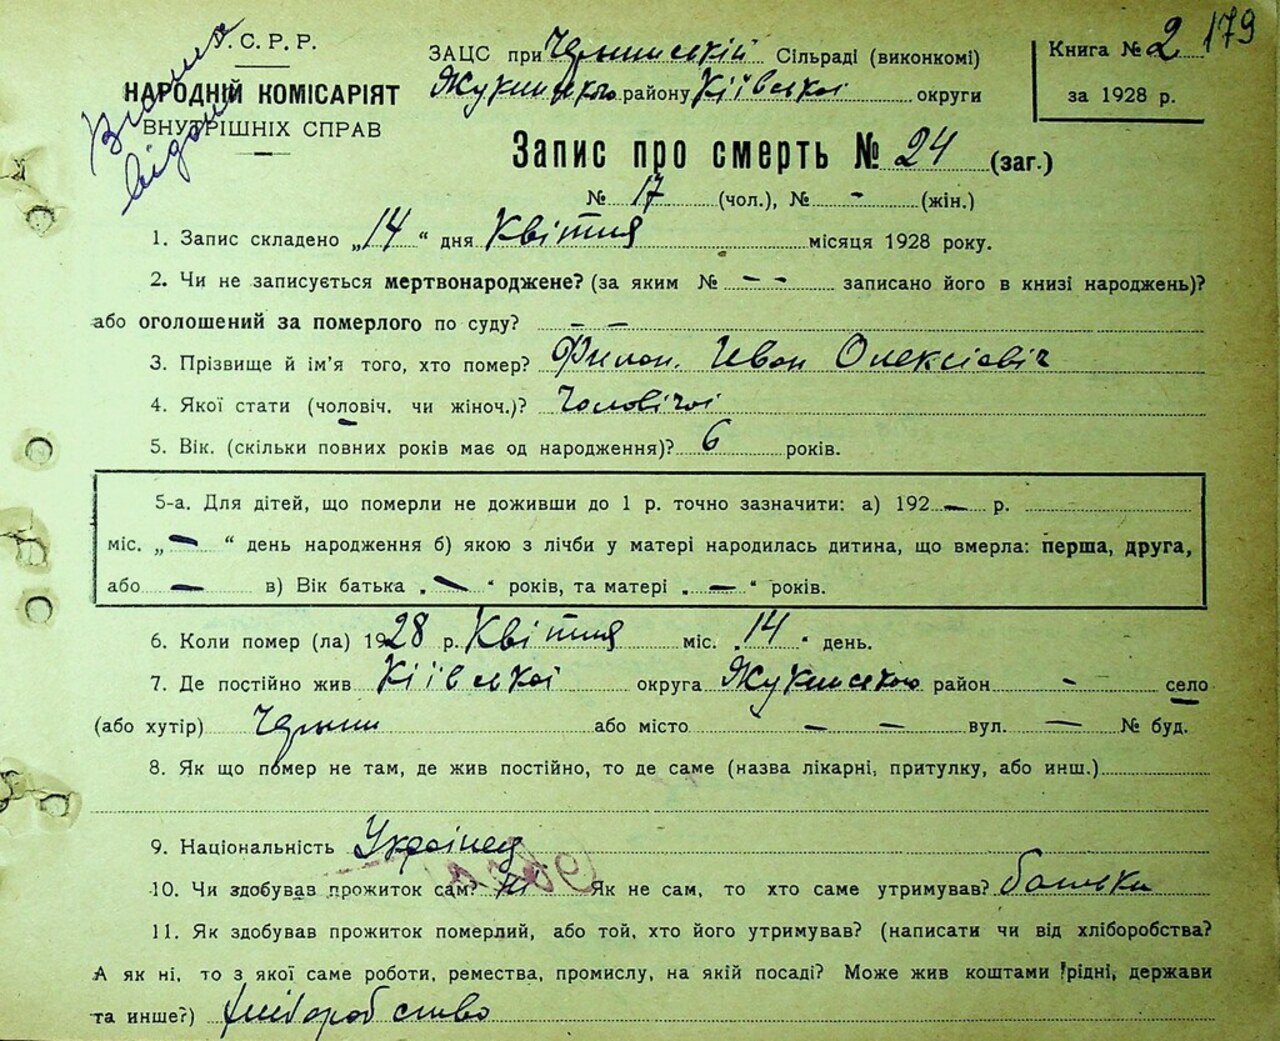 У. С. Р. Р.
НАРОДНІЙ КОМІСАРІЯТ
ВНУТРІШНІХ СПРАВ
ЗАЦС при Сільраді (виконкомі)
Жукинського району Київської округи
Книга № 2 179
за 1928 р.
Запис про смерть № 24 (заг.)
№ 17 (чол.), № - (жін.)
1. Запис складено „14“ дня Квітня місяця 1928 року.
2. Чи не записується мертвонароджене? (за яким № - - записано його в книзі народжень)?
або оголошений за померлого по суду? - -
3. Прізвище й ім'я того, хто помер? Филон. Иван Олексієвіч
4. Якої стати (чоловіч. чи жіноч.)? Чоловічої
5. Вік. (скільки повних років має од народження)? 6 років.
5-а. Для дітей, що померли не доживши до 1 р. точно зазначити: а) 192 — р.
міс. „ — “ день народження б) якою з лічби у матері народилась дитина, що вмерла: перша, друга,
або — в) Вік батька „ — “ років, та матері „ — “ років.
6. Коли помер (ла) 1928 р. Квітня міс. „14“ день.
7. Де постійно жив Київської округа Жукинського район - село
(або хутір) або місто — — вул. — № буд.
8. Як що помер не там, де жив постійно, то де саме (назва лікарні, притулку, або инш.)
9. Національність Українец
10. Чи здобував прожиток сам? Ні Як не сам, то хто саме утримував? батьки
11. Як здобував прожиток померлий, або той, хто його утримував? (написати чи від хліборобства?
А як ні, то з якої саме роботи, ремества, промислу, на якій посаді? Може жив коштами рідні, держави
та инше?) хліборобство